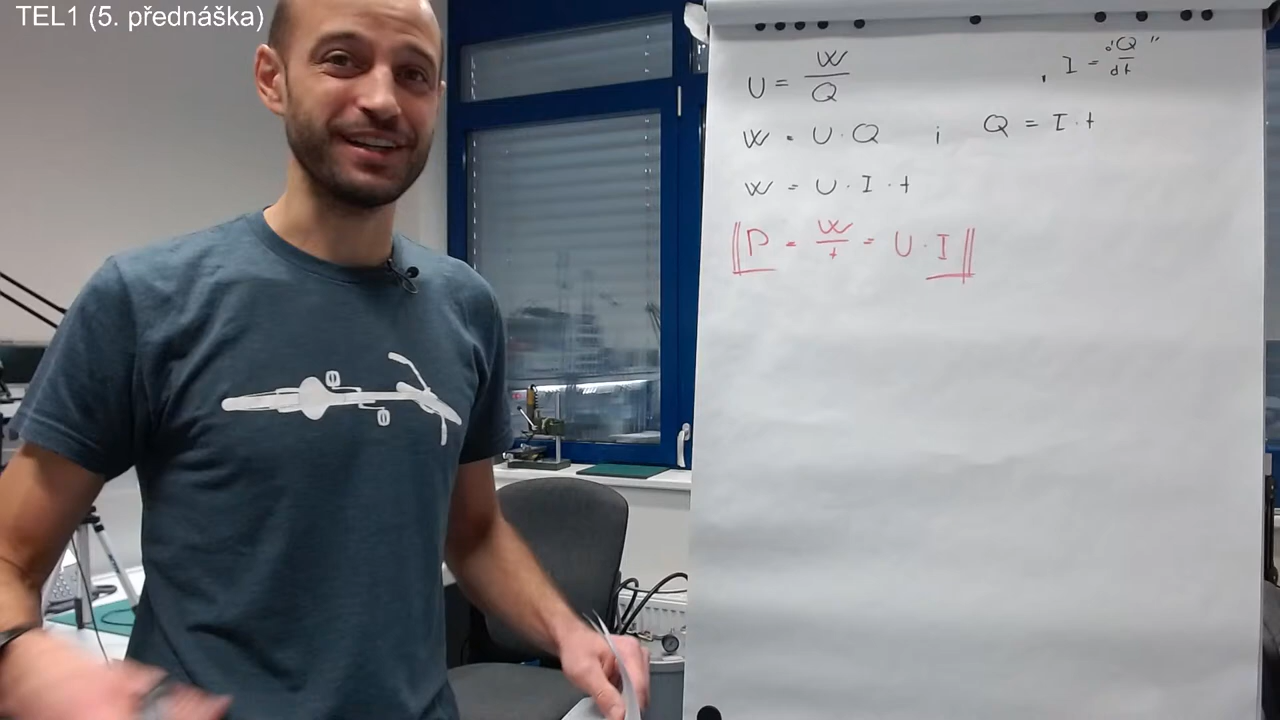 TEL1 (5. přednáška)
U = W/Q , I = "dQ"/dt
W = U · Q ; Q = I · t
W = U · I · t
||P = W/t = U · I||